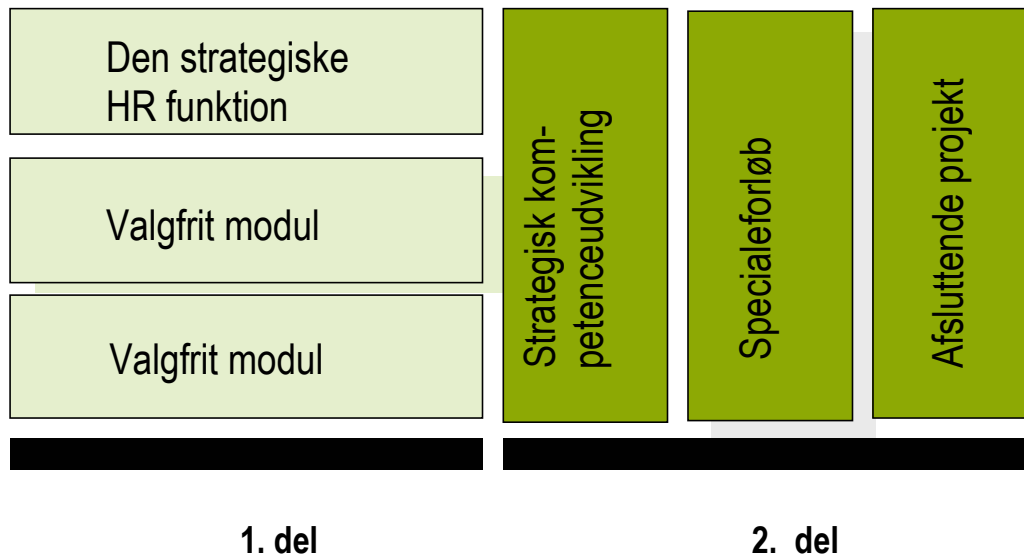 Den strategiske
HR funktion
Valgfrit modul
Valgfrit modul
Strategisk kom-
petenceudvikling
Specialeforløb
Afsluttende projekt
1. del
2. del